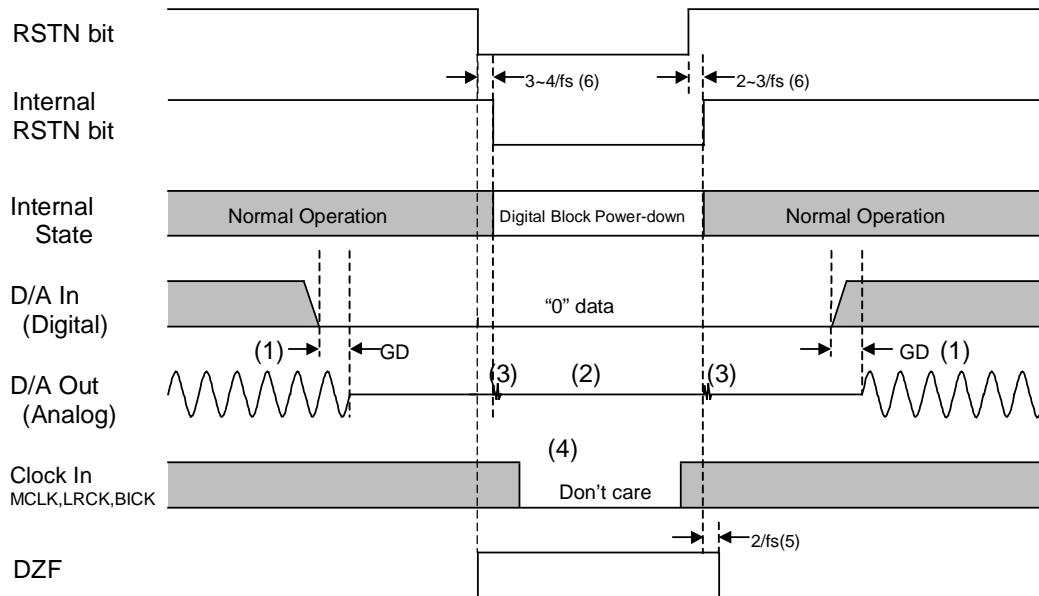 RSTN bit
3~4/fs (6)
2~3/fs (6)
Internal
RSTN bit
Internal
State
Normal Operation
Digital Block Power-down
Normal Operation
D/A In
(Digital)
“0” data
(1)
GD
GD
(1)
D/A Out
(Analog)
(3)
(2)
(3)
(4)
Clock In
MCLK,LRCK,BICK
Don’t care
2/fs(5)
DZF